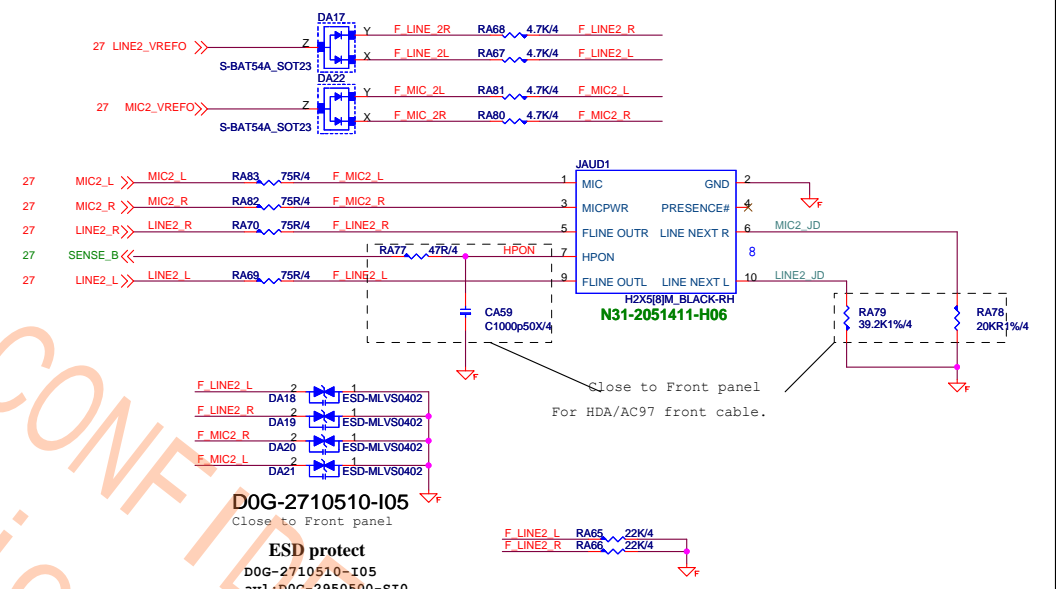 DA17
27 LINE2_VREFO
Z
Y F_LINE_2R RA68 4.7K/4 F_LINE2_R
X F_LINE_2L RA67 4.7K/4 F_LINE2_L
S-BAT54A_SOT23
DA22
27 MIC2_VREFO
Z
Y F_MIC_2L RA81 4.7K/4 F_MIC2_L
X F_MIC_2R RA80 4.7K/4 F_MIC2_R
S-BAT54A_SOT23
JAUD1
27 MIC2_L MIC2_L RA83 75R/4 F_MIC2_L 1 MIC GND 2
F
27 MIC2_R MIC2_R RA82 75R/4 F_MIC2_R 3 MICPWR PRESENCE# 4
27 LINE2_R LINE2_R RA70 75R/4 F_LINE2_R 5 FLINE OUTR LINE NEXT R 6 MIC2_JD
27 SENSE_B RA77 47R/4 HPON 7 HPON 8
27 LINE2_L LINE2_L RA69 75R/4 F_LINE2_L 9 FLINE OUTL LINE NEXT L 10 LINE2_JD
H2X5[8]M_BLACK-RH
N31-2051411-H06
CA59
C1000p50X/4
F
RA79
39.2K1%/4
RA78
20KR1%/4
F
Close to Front panel
For HDA/AC97 front cable.
F_LINE2_L 2 1
DA18 ESD-MLVS0402
F_LINE2_R 2 1
DA19 ESD-MLVS0402
F_MIC2_R 2 1
DA20 ESD-MLVS0402
F_MIC2_L 2 1
DA21 ESD-MLVS0402
F
D0G-2710510-I05
Close to Front panel
ESD protect
D0G-2710510-I05
avl:D0G-2950500-SI0
F_LINE2_L RA65 22K/4
F_LINE2_R RA66 22K/4
F